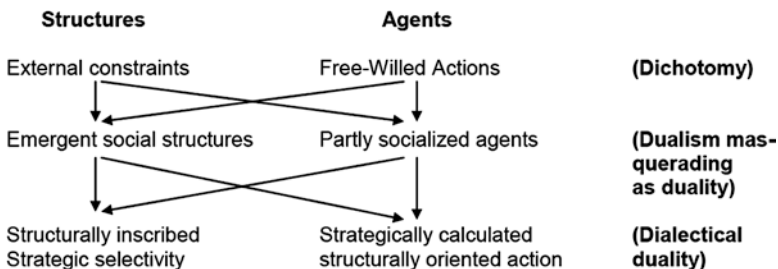 Structures Agents
External constraints Free-Willed Actions (Dichotomy)
Emergent social structures Partly socialized agents (Dualism mas-
querading
as duality)
Structurally inscribed Strategically calculated (Dialectical
Strategic selectivity structurally oriented action duality)